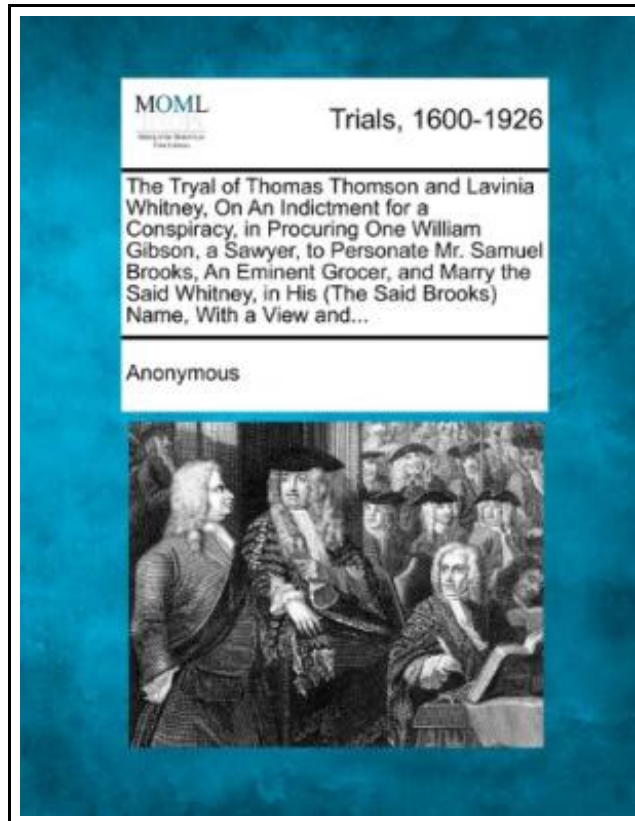 MOML
Trials, 1600-1926
The Tryal of Thomas Thomson and Lavinia
Whitney, On An Indictment for a
Conspiracy, in Procuring One William
Gibson, a Sawyer, to Personate Mr. Samuel
Brooks, An Eminent Grocer, and Marry the
Said Whitney, in His (The Said Brooks)
Name, With a View and...
Anonymous